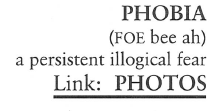 PHOBIA
(FOE bee ah)
a persistent illogical fear
Link:  PHOTOS